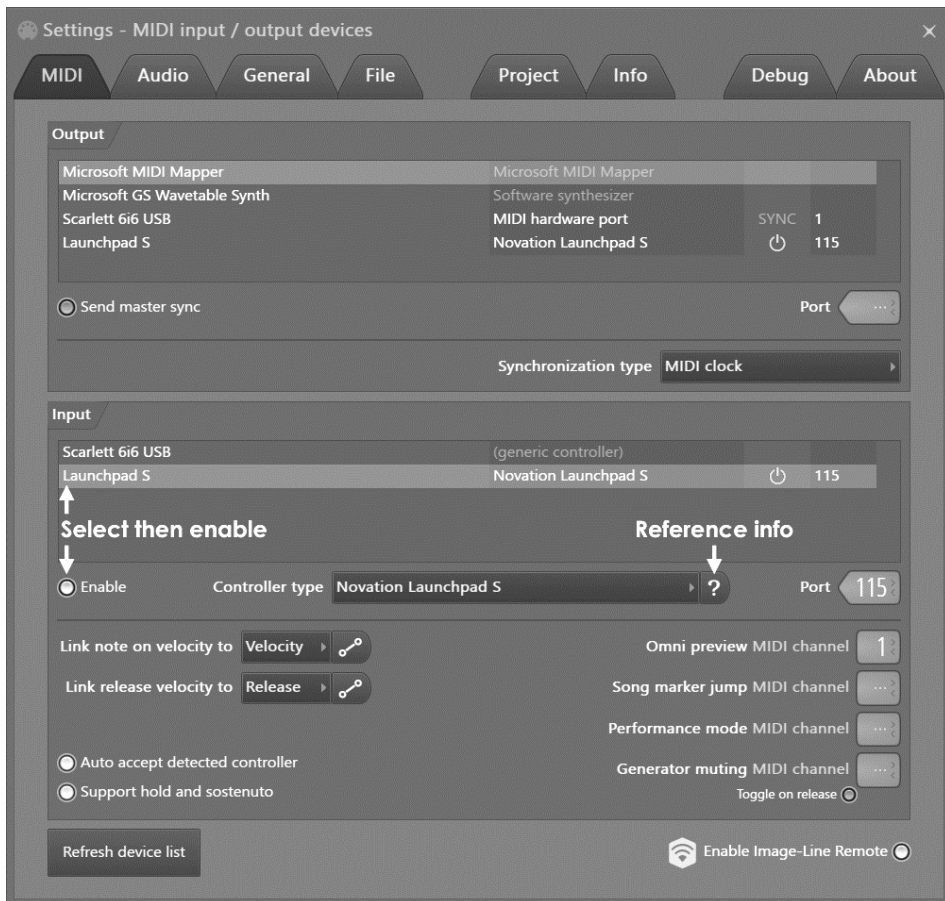 Settings - MIDI input / output devices
MIDI Audio General File Project Info Debug About
Output
Microsoft MIDI Mapper Microsoft MIDI Mapper
Microsoft GS Wavetable Synth Software synthesizer
Scarlett 6i6 USB MIDI hardware port SYNC 1
Launchpad S Novation Launchpad S 115
Send master sync Port ...
Synchronization type MIDI clock
Input
Scarlett 6i6 USB (generic controller)
Launchpad S Novation Launchpad S 115
Select then enable Reference info
Enable Controller type Novation Launchpad S ? Port 115
Link note on velocity to Velocity Omni preview MIDI channel 1
Link release velocity to Release Song marker jump MIDI channel ...
Performance mode MIDI channel ...
Auto accept detected controller Generator muting MIDI channel ...
Support hold and sostenuto Toggle on release
Refresh device list Enable Image-Line Remote